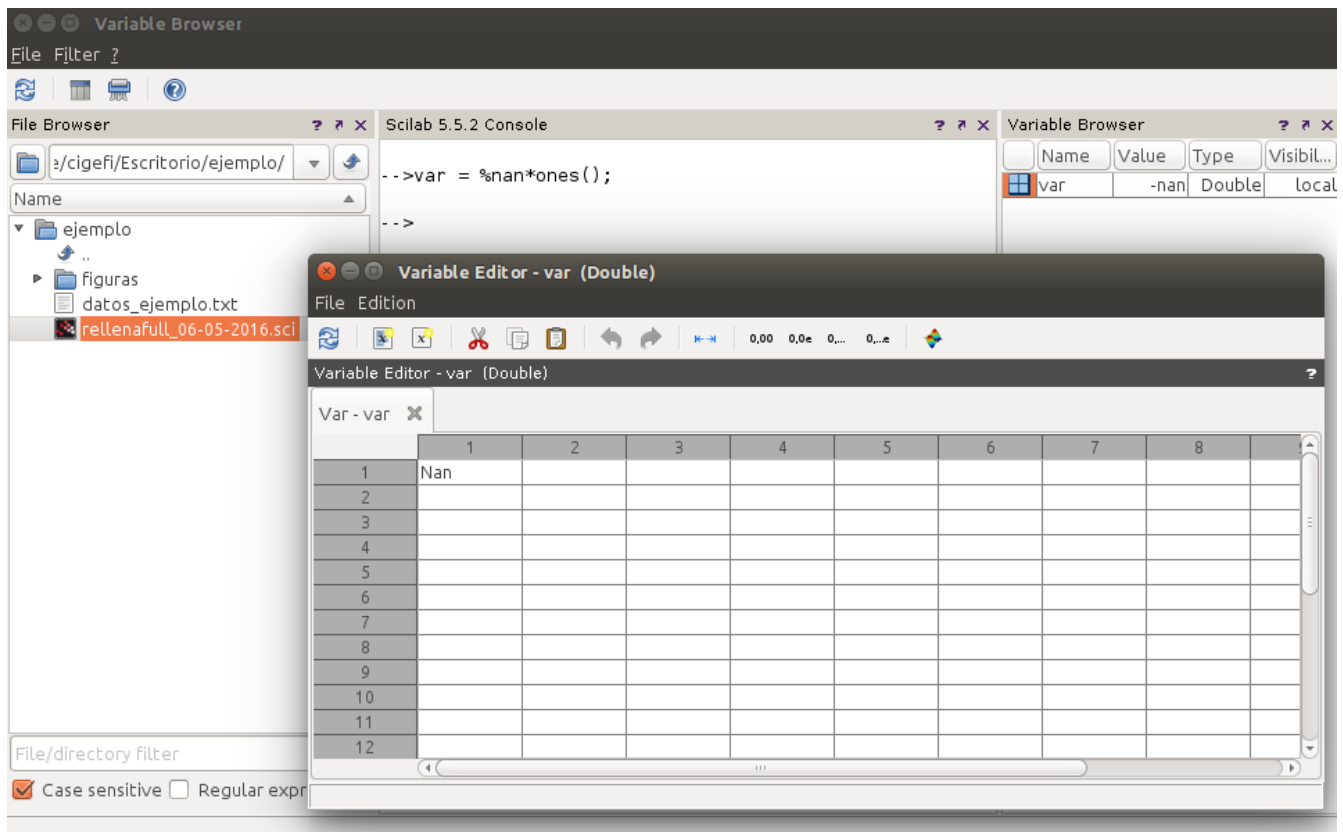 Variable Browser
File Filter ?
File Browser ? X
Scilab 5.5.2 Console ? X
Variable Browser ? X
e/cigefi/Escritorio/ejemplo/
Name
ejemplo
..
figuras
datos_ejemplo.txt
rellenafull_06-05-2016.sci
File/directory filter
Case sensitive Regular expr
-->var = %nan*ones();
-->
Name Value Type Visibil...
var -nan Double local
Variable Editor - var (Double)
File Edition
0,00 0,0e 0,... 0,...e
Variable Editor - var (Double) ?
Var - var
1 2 3 4 5 6 7 8
1 Nan
2
3
4
5
6
7
8
9
10
11
12